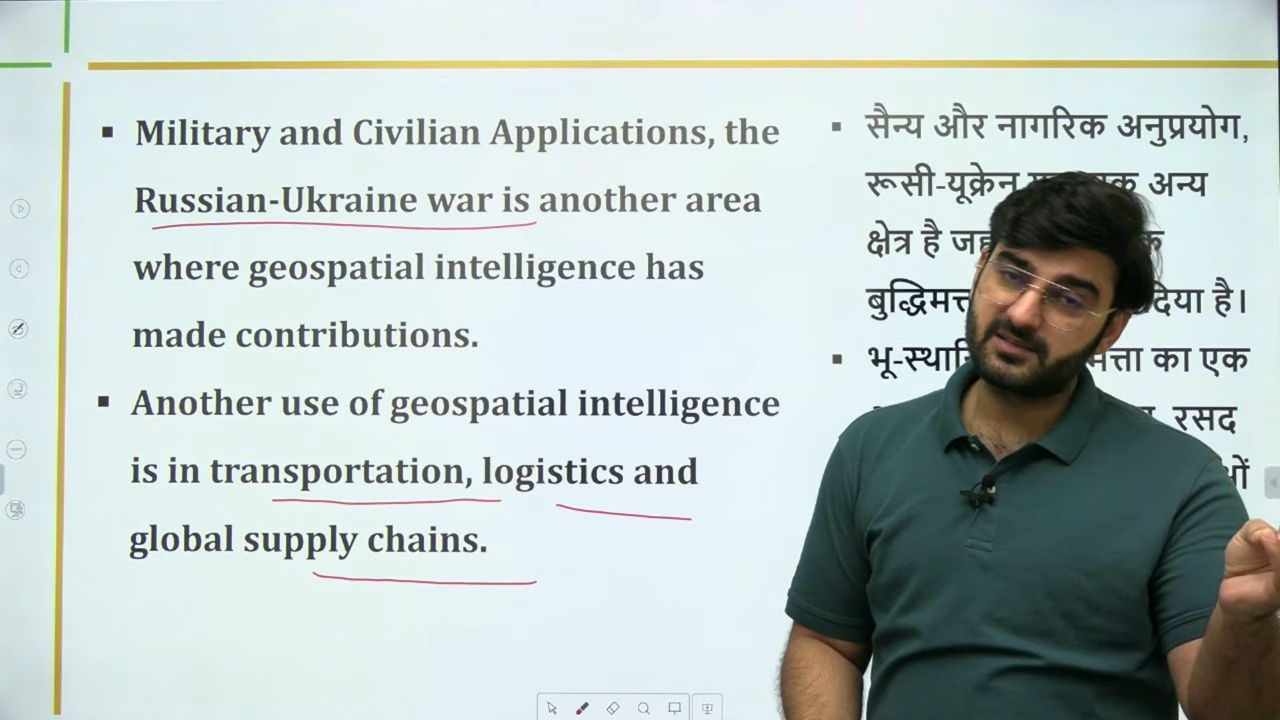 ▪ Military and Civilian Applications, the
Russian-Ukraine war is another area
where geospatial intelligence has
made contributions.
▪ Another use of geospatial intelligence
is in transportation, logistics and
global supply chains.
▪ सैन्य और नागरिक अनुप्रयोग,
रूसी-यूक्रेन अन्य
क्षेत्र है
दिया है।
▪ का एक
रसद